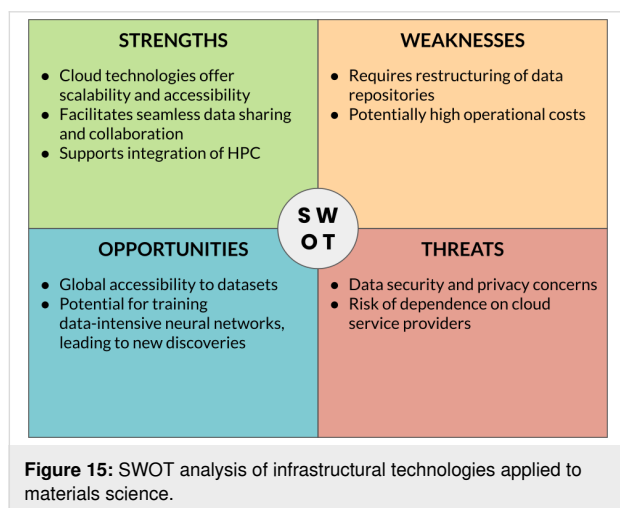 STRENGTHS
● Cloud technologies offer
scalability and accessibility
● Facilitates seamless data sharing
and collaboration
● Supports integration of HPC
WEAKNESSES
● Requires restructuring of data
repositories
● Potentially high operational costs
S W
O T
OPPORTUNITIES
● Global accessibility to datasets
● Potential for training
data-intensive neural networks,
leading to new discoveries
THREATS
● Data security and privacy concerns
● Risk of dependence on cloud
service providers
Figure 15: SWOT analysis of infrastructural technologies applied to
materials science.